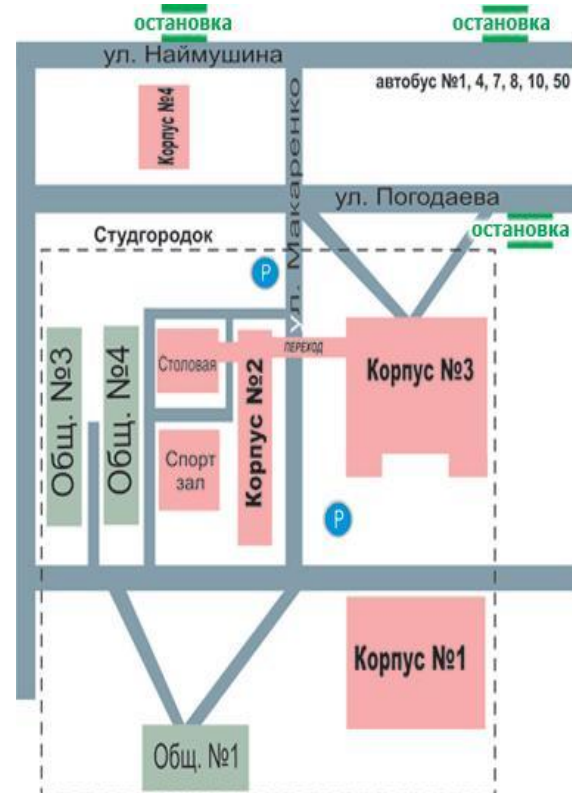 остановка
остановка
ул. Наймушина
автобус №1, 4, 7, 8, 10, 50
Корпус №4
ул. Макаренко
ул. Погодаева
остановка
Студгородок
P
Общ. №3
Общ. №4
Столовая
Корпус №2
ПЕРЕХОД
Корпус №3
Спорт
зал
P
Корпус №1
Общ. №1